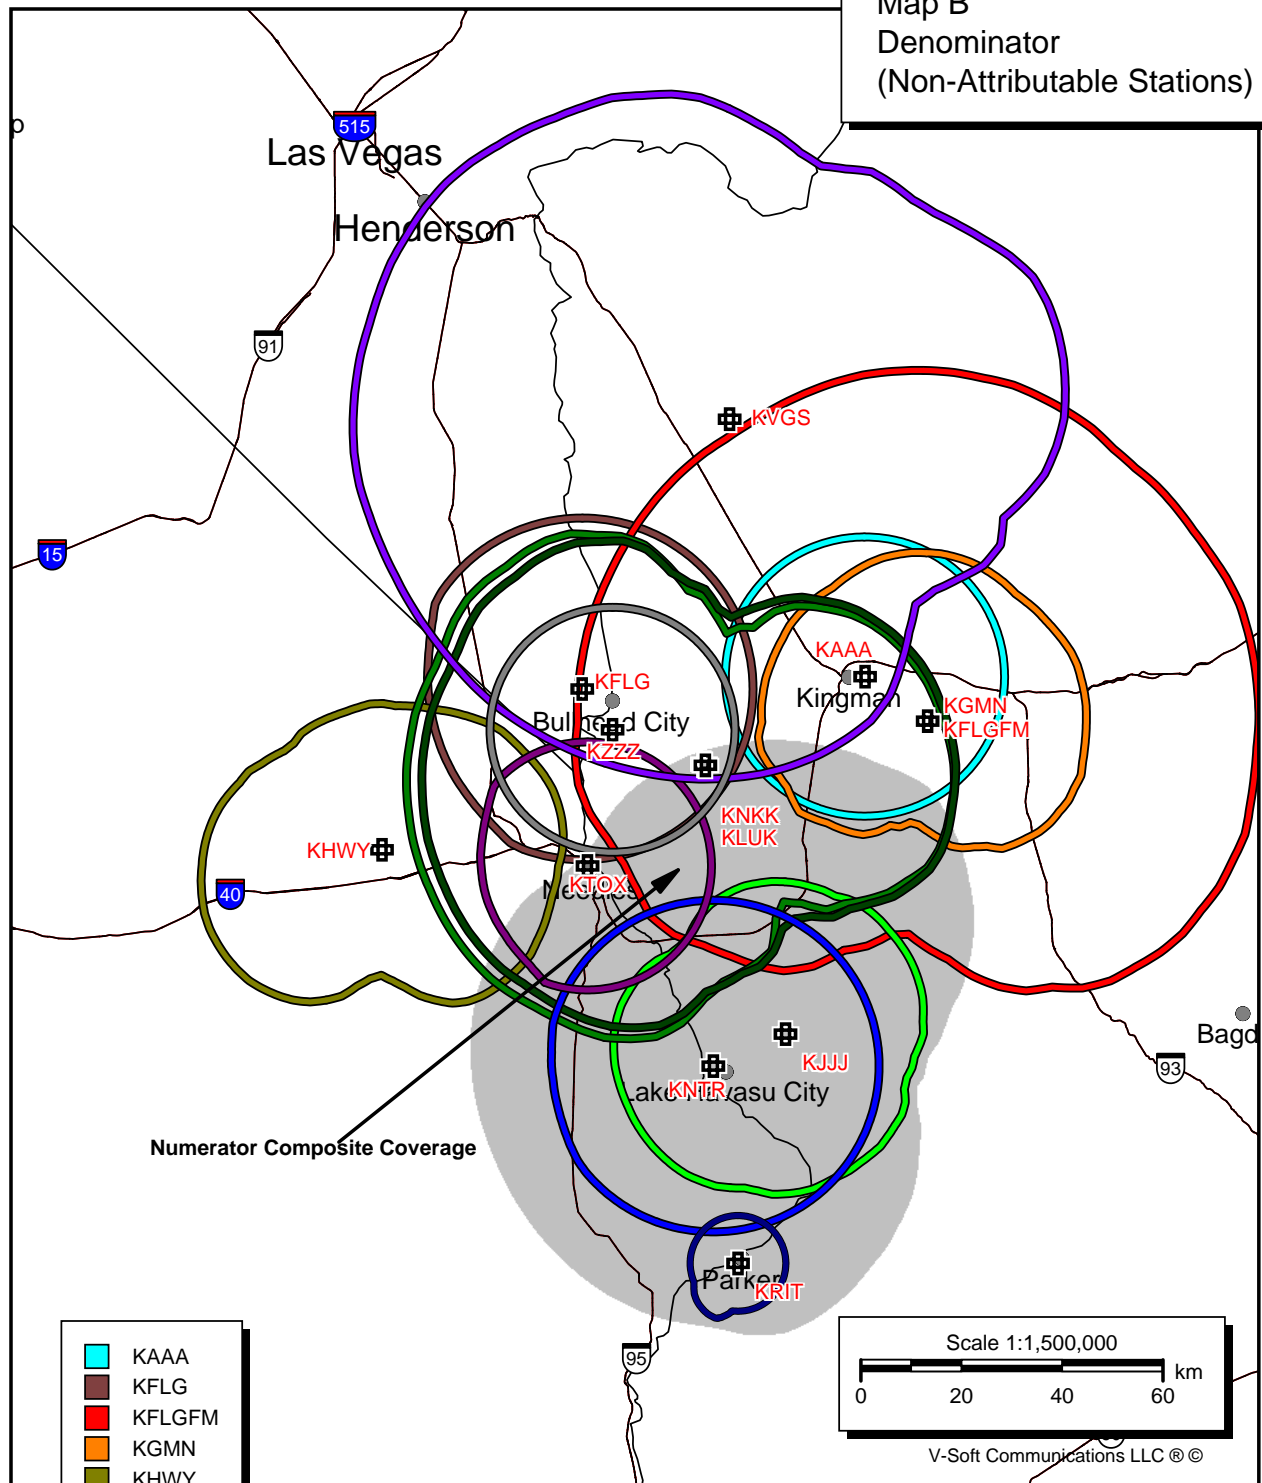 Map B
Denominator
(Non-Attributable Stations)
p
515
Las Vegas
Henderson
91
KVGS
15
KAAA
KFLG
Kingman
KGMN
Bullhead City
KFLGFM
KZZZ
KNKK
KLUK
KHWY
KTOX
Needles
40
Bagd
KJJJ
93
Lake Havasu City
KNTR
Numerator Composite Coverage
Parker
KRIT
95
KAAA
KFLG
KFLGFM
KGMN
KHWY
Scale 1:1,500,000
km
0 20 40 60
V-Soft Communications LLC ® ©